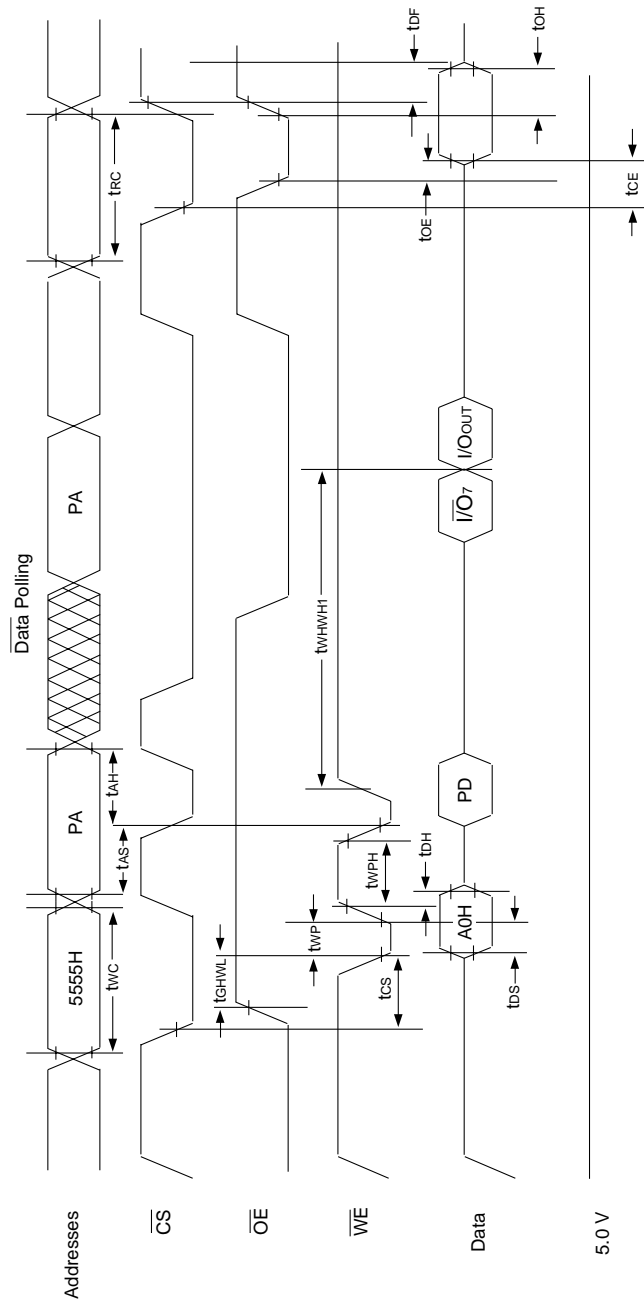 Data Polling
Addresses
5555H
PA
PA
tWC
tAS
tAH
tRC
CS
OE
tGHWL
WE
tCS
tWP
tWPH
tWHWH1
Data
A0H
PD
I/O7
I/OOUT
tDS
tDH
tOE
tDF
tCE
tOH
5.0 V